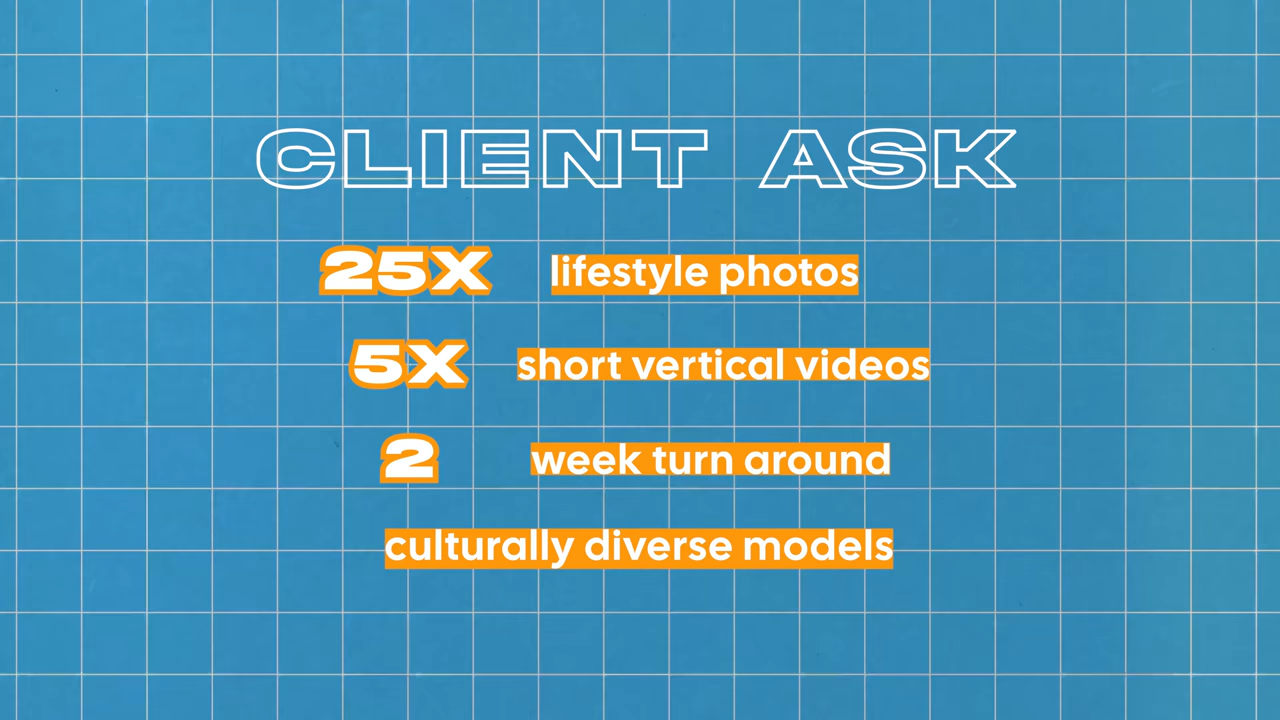 CLIENT ASK
25X lifestyle photos
5X short vertical videos
2 week turn around
culturally diverse models